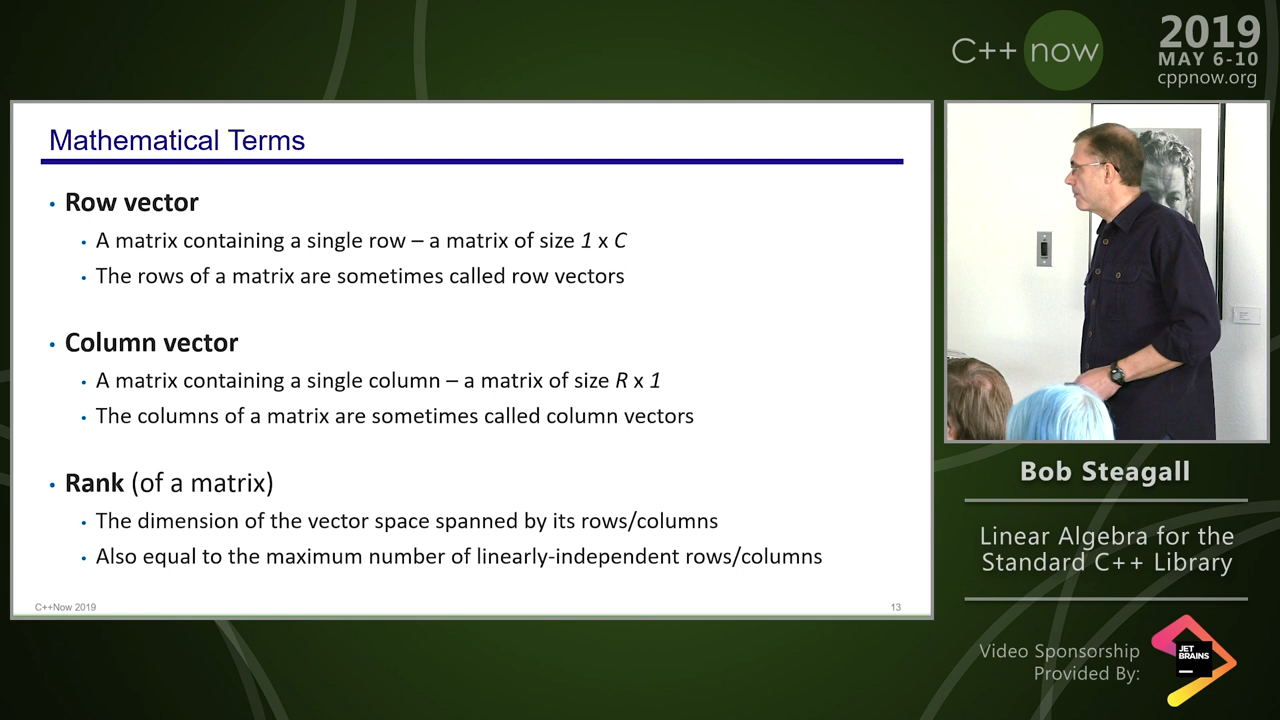 C++ now
2019
MAY 6-10
cppnow.org
Mathematical Terms
• Row vector
• A matrix containing a single row – a matrix of size 1 x C
• The rows of a matrix are sometimes called row vectors
• Column vector
• A matrix containing a single column – a matrix of size R x 1
• The columns of a matrix are sometimes called column vectors
• Rank (of a matrix)
• The dimension of the vector space spanned by its rows/columns
• Also equal to the maximum number of linearly-independent rows/columns
C++Now 2019
13
Bob Steagall
Linear Algebra for the
Standard C++ Library
Video Sponsorship
Provided By:
JET
BRAINS